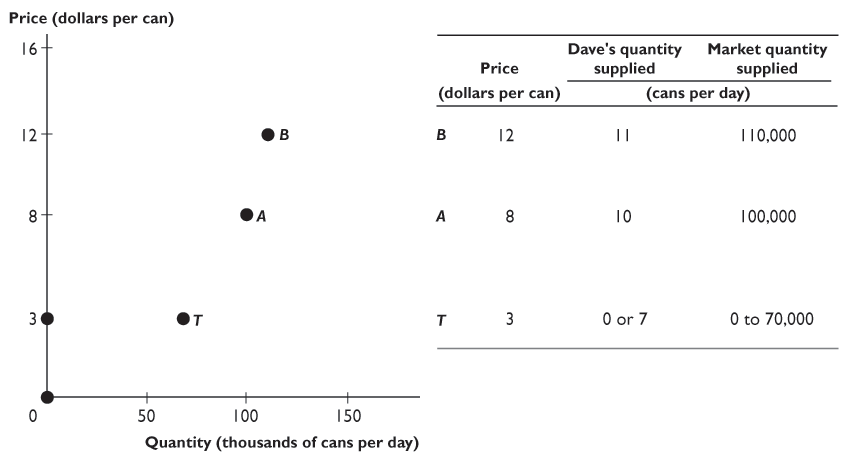 Price (dollars per can)
16
12
8
3
0
50
100
150
Quantity (thousands of cans per day)
B
A
T
Price
(dollars per can)
Dave's quantity
supplied
Market quantity
supplied
(cans per day)
B 12 11 110,000
A 8 10 100,000
T 3 0 or 7 0 to 70,000